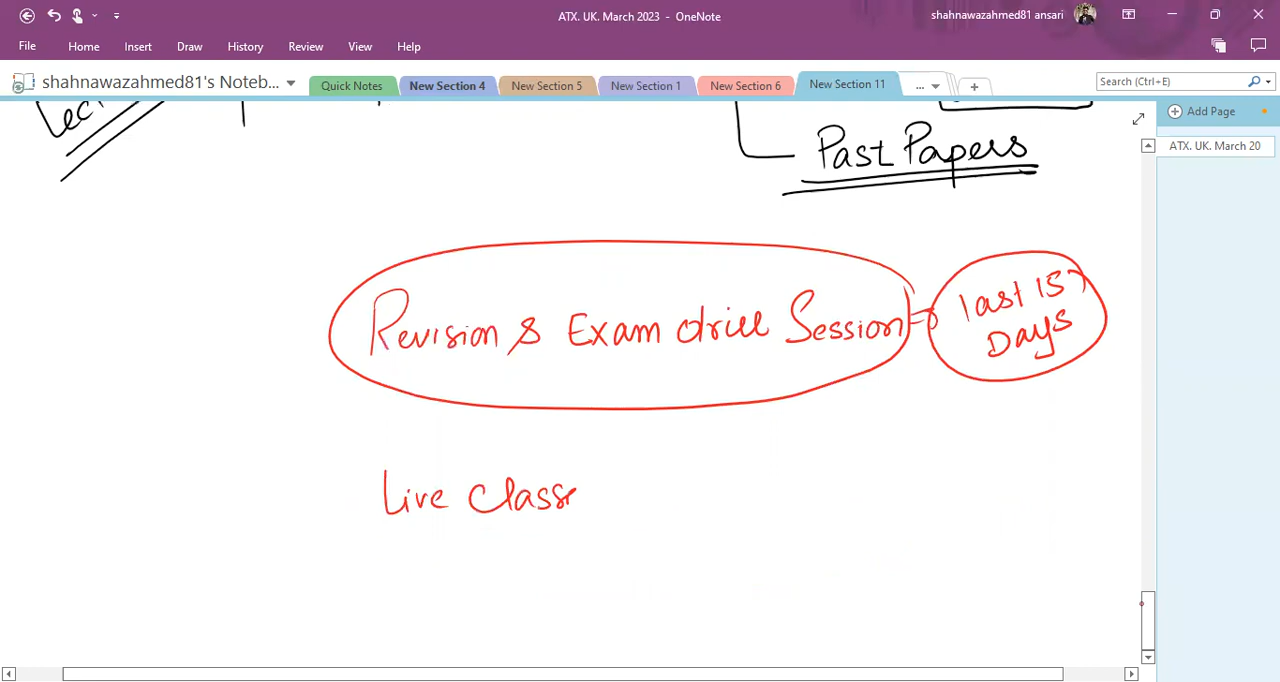 ATX. UK. March 2023 - OneNote
shahnawazahmed81 ansari
File Home Insert Draw History Review View Help
shahnawazahmed81's Noteb...
Quick Notes New Section 4 New Section 5 New Section 1 New Section 6 New Section 11 ...
Search (Ctrl+E)
Add Page
ATX. UK. March 20
Past Papers
Revision & Exam drill Session
last 15
Days
Live Classe